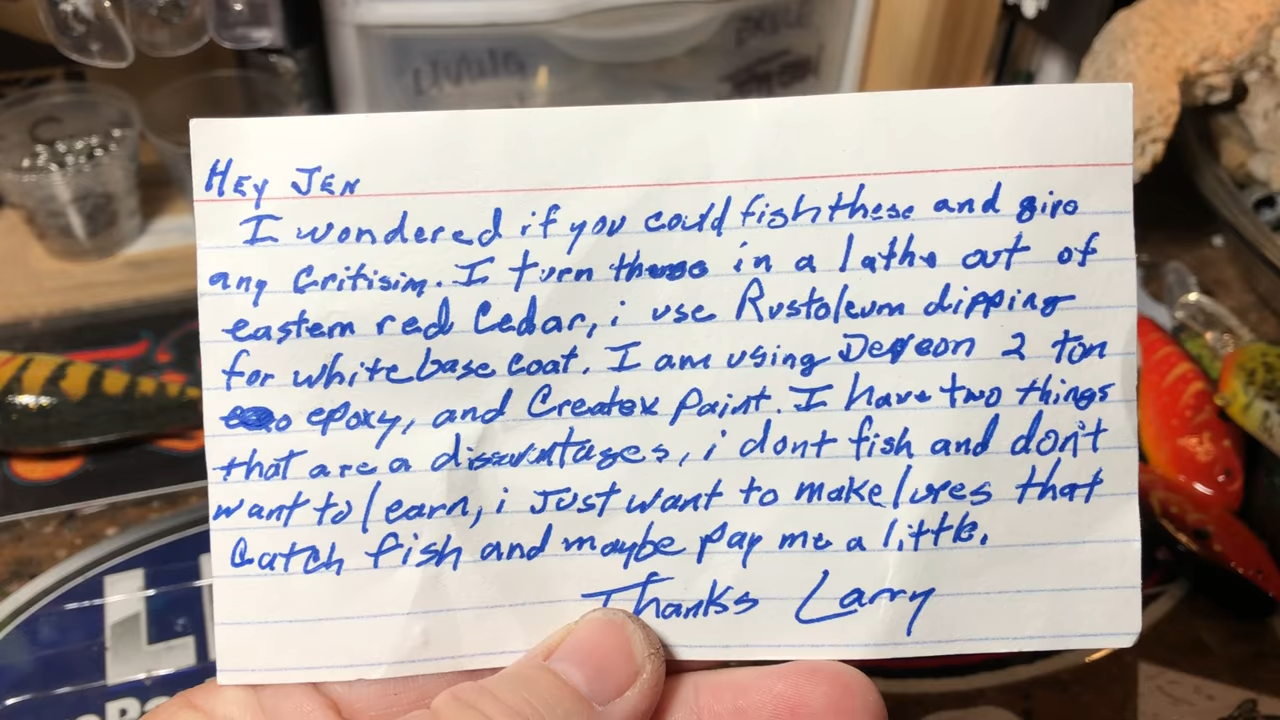 HEY JEN
I wondered if you could fish these and give
any Critisim. I turn these in a lathe out of
eastern red Cedar, i use Rustoleum dipping
for white base coat. I am using Devcon 2 ton
epoxy, and Createx paint. I have two things
that are a disavntages, i dont fish and don't
want to learn, i Just want to make lures that
Catch fish and maybe pay me a little.
Thanks Larry